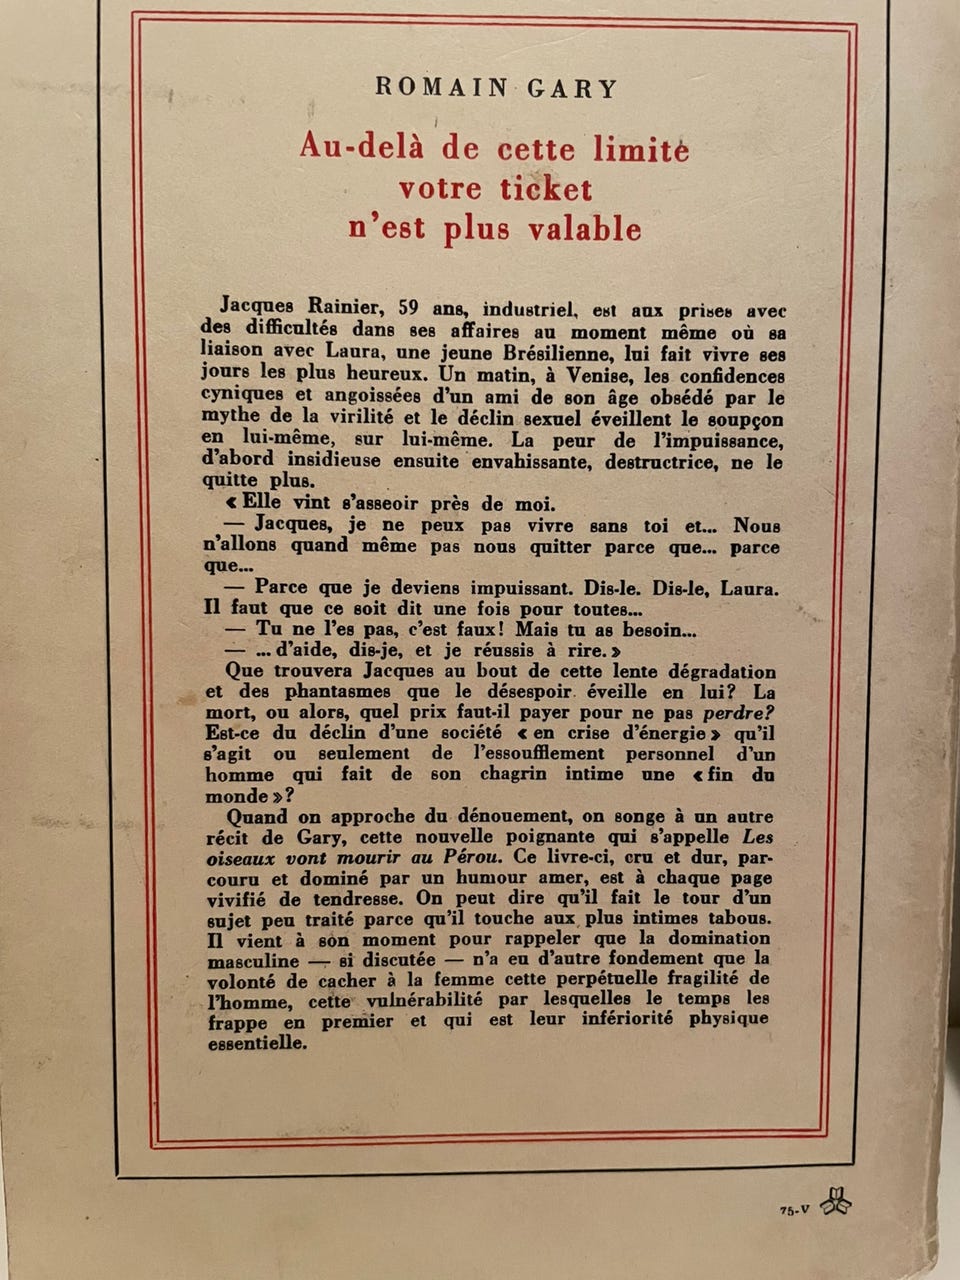 ROMAIN GARY
Au-delà de cette limite
votre ticket
n'est plus valable
Jacques Rainier, 59 ans, industriel, est aux prises avec
des difficultés dans ses affaires au moment même où sa
liaison avec Laura, une jeune Brésilienne, lui fait vivre ses
jours les plus heureux. Un matin, à Venise, les confidences
cyniques et angoissées d'un ami de son âge obsédé par le
mythe de la virilité et le déclin sexuel éveillent le soupçon
en lui-même, sur lui-même. La peur de l'impuissance,
d'abord insidieuse ensuite envahissante, destructrice, ne le
quitte plus.
« Elle vint s'asseoir près de moi.
— Jacques, je ne peux pas vivre sans toi et... Nous
n'allons quand même pas nous quitter parce que... parce
que...
— Parce que je deviens impuissant. Dis-le. Dis-le, Laura.
Il faut que ce soit dit une fois pour toutes...
— Tu ne l'es pas, c'est faux! Mais tu as besoin...
— ... d'aide, dis-je, et je réussis à rire. »
Que trouvera Jacques au bout de cette lente dégradation
et des phantasmes que le désespoir éveille en lui? La
mort, ou alors, quel prix faut-il payer pour ne pas perdre?
Est-ce du déclin d'une société « en crise d'énergie » qu'il
s'agit ou seulement de l'essoufflement personnel d'un
homme qui fait de son chagrin intime une « fin du
monde »?
Quand on approche du dénouement, on songe à un autre
récit de Gary, cette nouvelle poignante qui s'appelle Les
oiseaux vont mourir au Pérou. Ce livre-ci, cru et dur, par-
couru et dominé par un humour amer, est à chaque page
vivifié de tendresse. On peut dire qu'il fait le tour d'un
sujet peu traité parce qu'il touche aux plus intimes tabous.
Il vient à son moment pour rappeler que la domination
masculine — si discutée — n'a eu d'autre fondement que la
volonté de cacher à la femme cette perpétuelle fragilité de
l'homme, cette vulnérabilité par lesquelles le temps les
frappe en premier et qui est leur infériorité physique
essentielle.
75-V